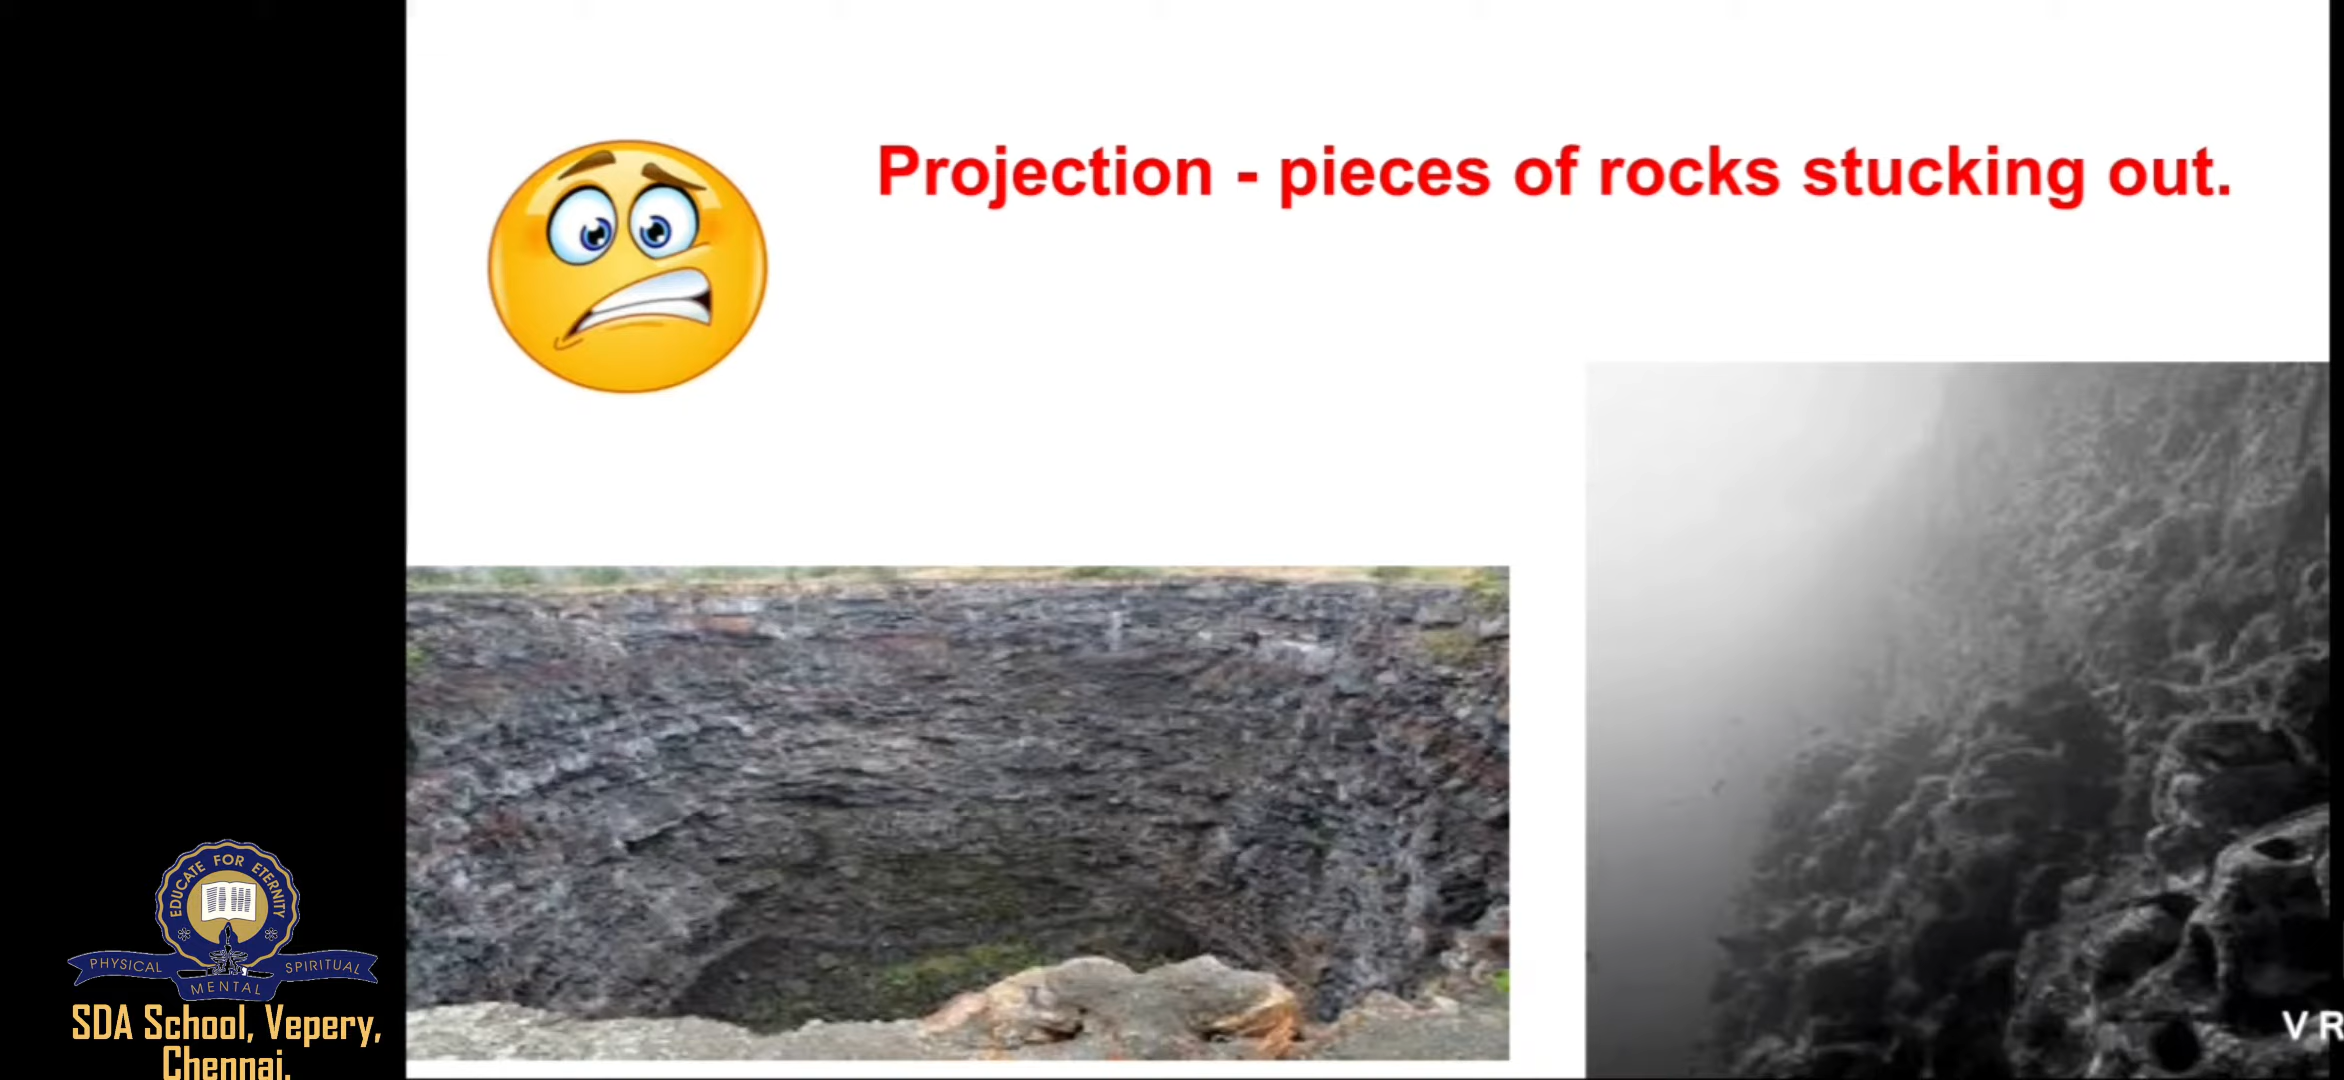 Projection - pieces of rocks stucking out.
EDUCATE FOR ETERNITY
PHYSICAL MENTAL SPIRITUAL
SDA School, Vepery,
Chennai.
V R